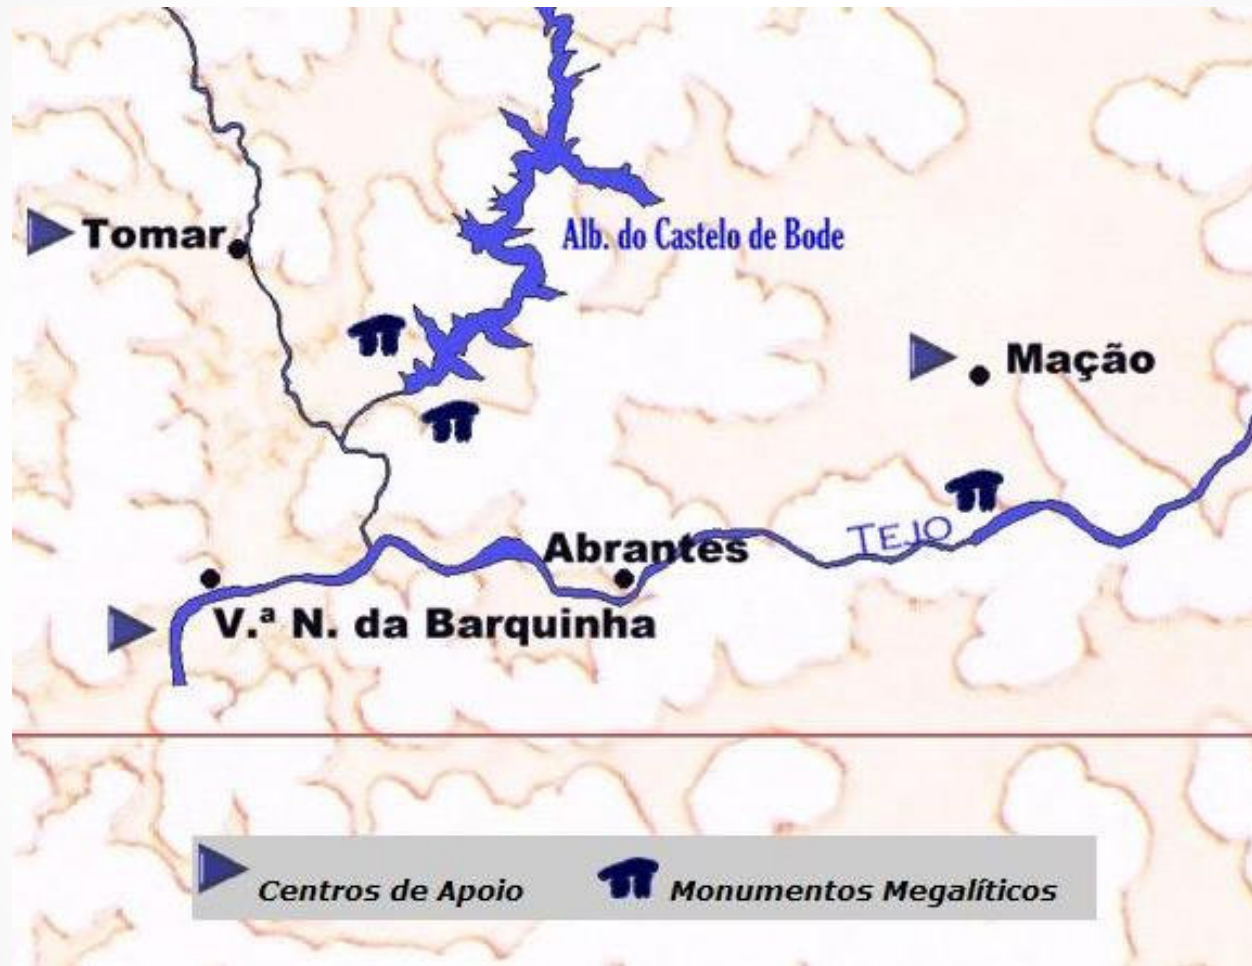 Tomar
Alb. do Castelo de Bode
Mação
TEJO
Abrantes
V.ª N. da Barquinha
Centros de Apoio
Monumentos Megalíticos